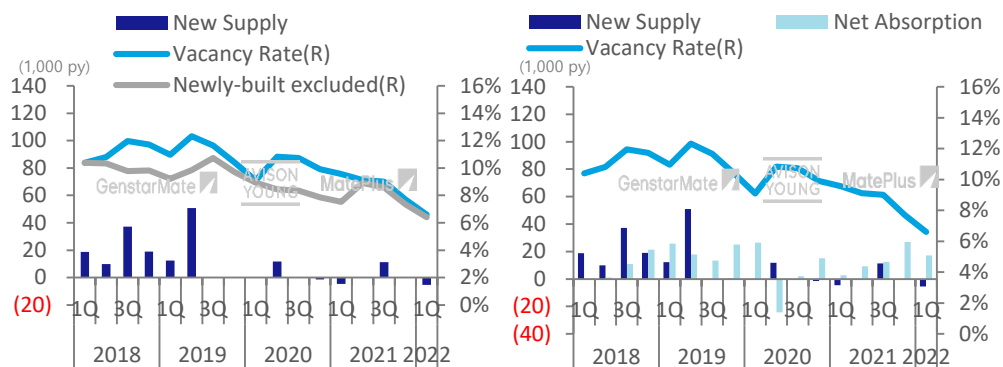 New Supply
Vacancy Rate(R)
Newly-built excluded(R)
(1,000 py)
140
120
100
80
60
40
20
0
(20)
16%
14%
12%
10%
8%
6%
4%
2%
0%
GenstarMate
AVISON
YOUNG
MatePlus
1Q 3Q 1Q 3Q 1Q 3Q 1Q 3Q 1Q
2018 2019 2020 2021 2022
New Supply Net Absorption
Vacancy Rate(R)
(1,000 py)
140
120
100
80
60
40
20
0
(20)
(40)
16%
14%
12%
10%
8%
6%
4%
2%
0%
GenstarMate
AVISON
YOUNG
MatePlus
1Q 3Q 1Q 3Q 1Q 3Q 1Q 3Q 1Q
2018 2019 2020 2021 2022